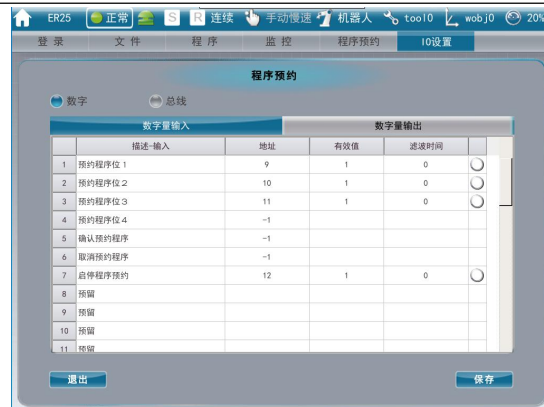 ER25 正常 S R 连续 手动慢速 机器人 tool0 wobj0 20%
登录 文件 程序 监控 程序预约 IO设置
程序预约
数字 总线
数字量输入 数字量输出
描述-输入 地址 有效值 滤波时间
1 预约程序位1 9 1 0
2 预约程序位2 10 1 0
3 预约程序位3 11 1 0
4 预约程序位4 -1
5 确认预约程序 -1
6 取消预约程序 -1
7 启停程序预约 12 1 0
8 预留
9 预留
10 预留
11 预留
退出 保存